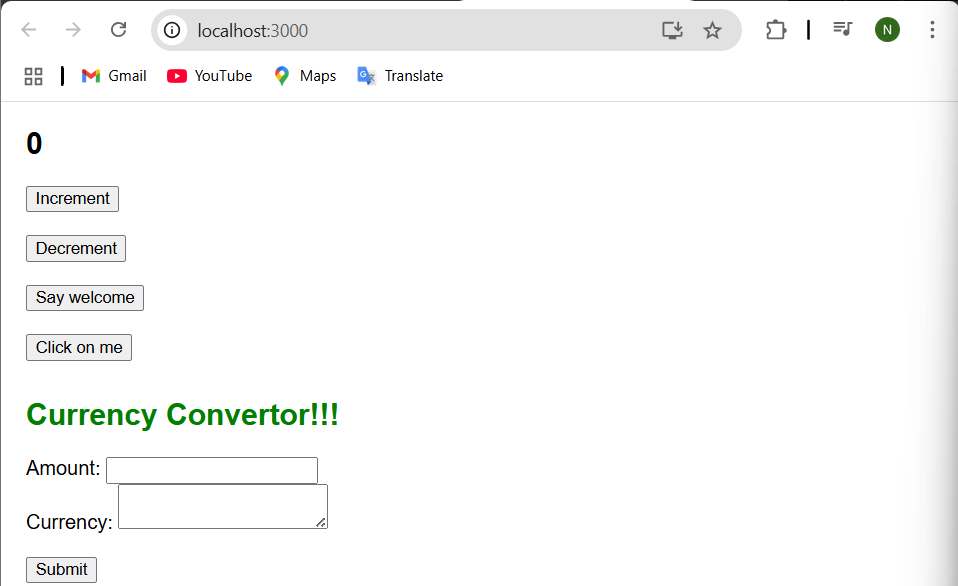 localhost:3000
N
Gmail YouTube Maps Translate
0
Increment
Decrement
Say welcome
Click on me
Currency Convertor!!!
Amount:
Currency:
Submit